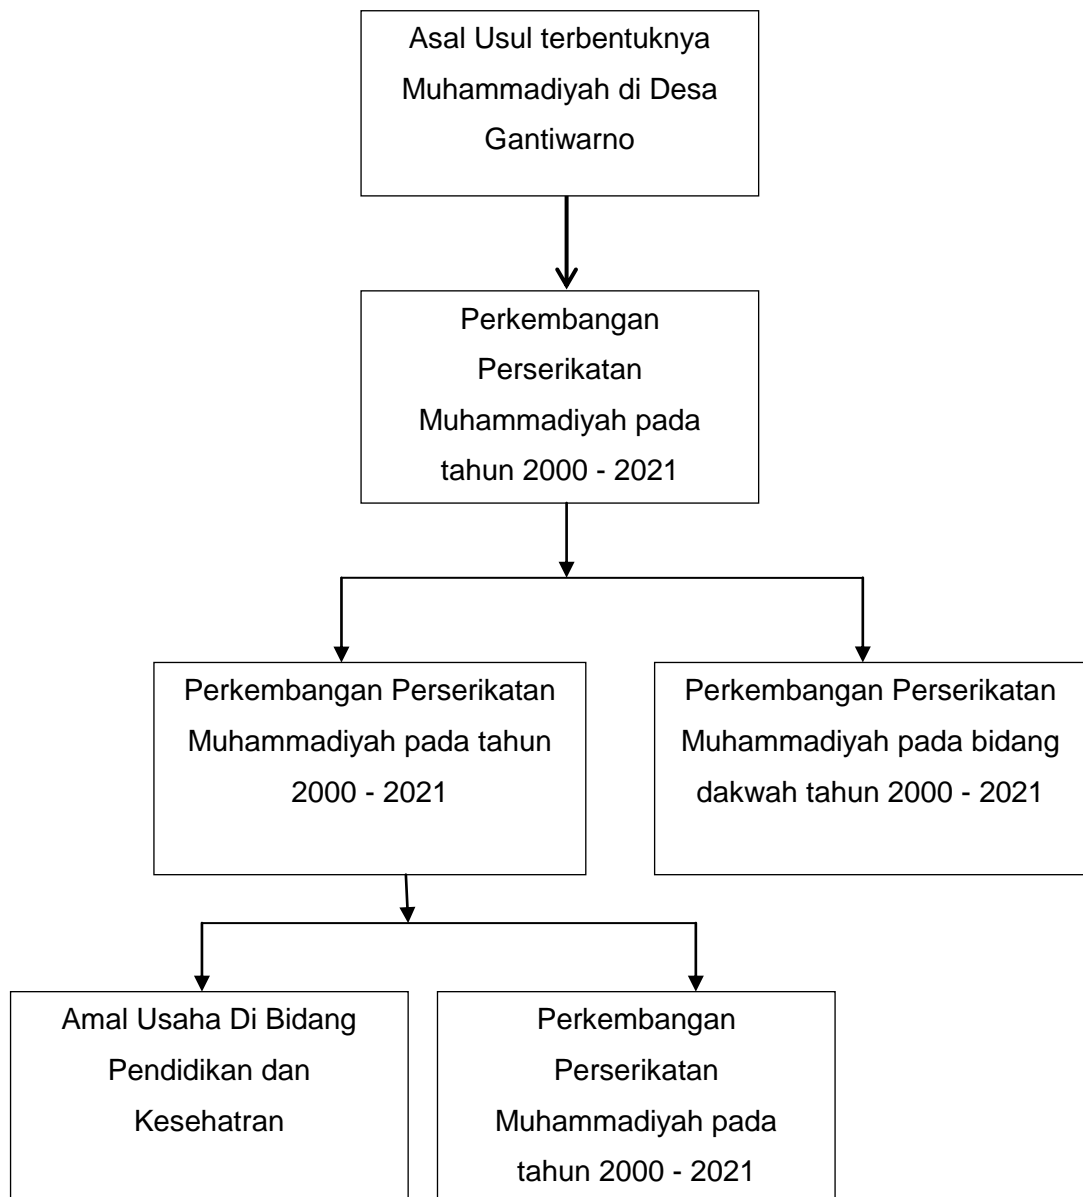 Asal Usul terbentuknya
Muhammadiyah di Desa
Gantiwarno
Perkembangan
Perserikatan
Muhammadiyah pada
tahun 2000 - 2021
Perkembangan Perserikatan
Muhammadiyah pada tahun
2000 - 2021
Perkembangan Perserikatan
Muhammadiyah pada bidang
dakwah tahun 2000 - 2021
Amal Usaha Di Bidang
Pendidikan dan
Kesehatran
Perkembangan
Perserikatan
Muhammadiyah pada
tahun 2000 - 2021